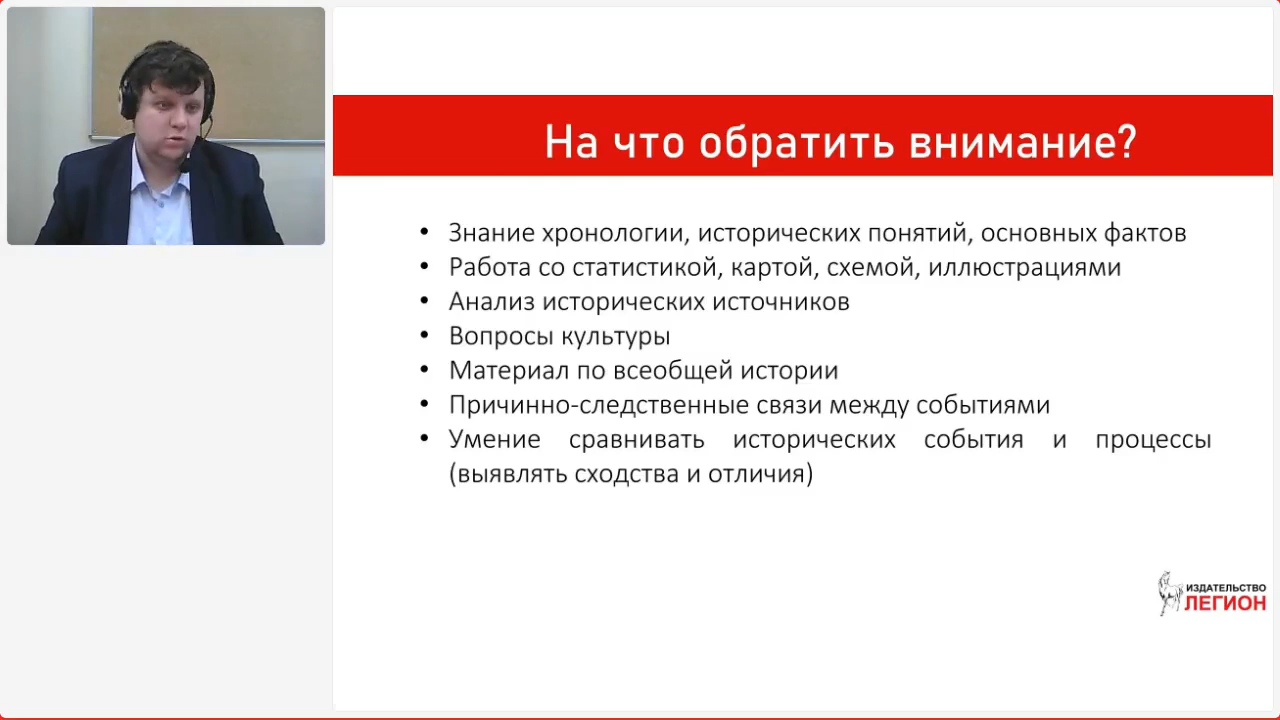 На что обратить внимание?
• Знание хронологии, исторических понятий, основных фактов
• Работа со статистикой, картой, схемой, иллюстрациями
• Анализ исторических источников
• Вопросы культуры
• Материал по всеобщей истории
• Причинно-следственные связи между событиями
• Умение сравнивать исторические события и процессы
(выявлять сходства и отличия)
ИЗДАТЕЛЬСТВО
ЛЕГИОН